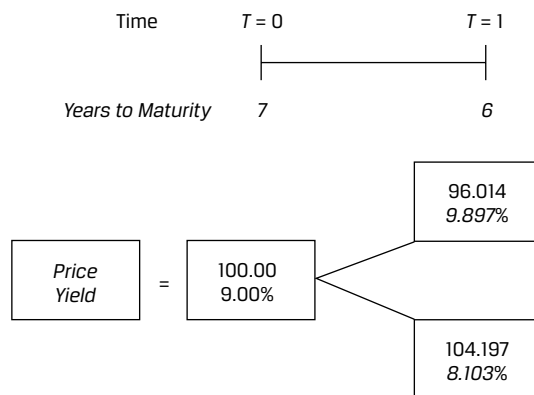 Time T = 0 T = 1
Years to Maturity 7 6
96.014
9.897%
Price
Yield
=
100.00
9.00%
104.197
8.103%